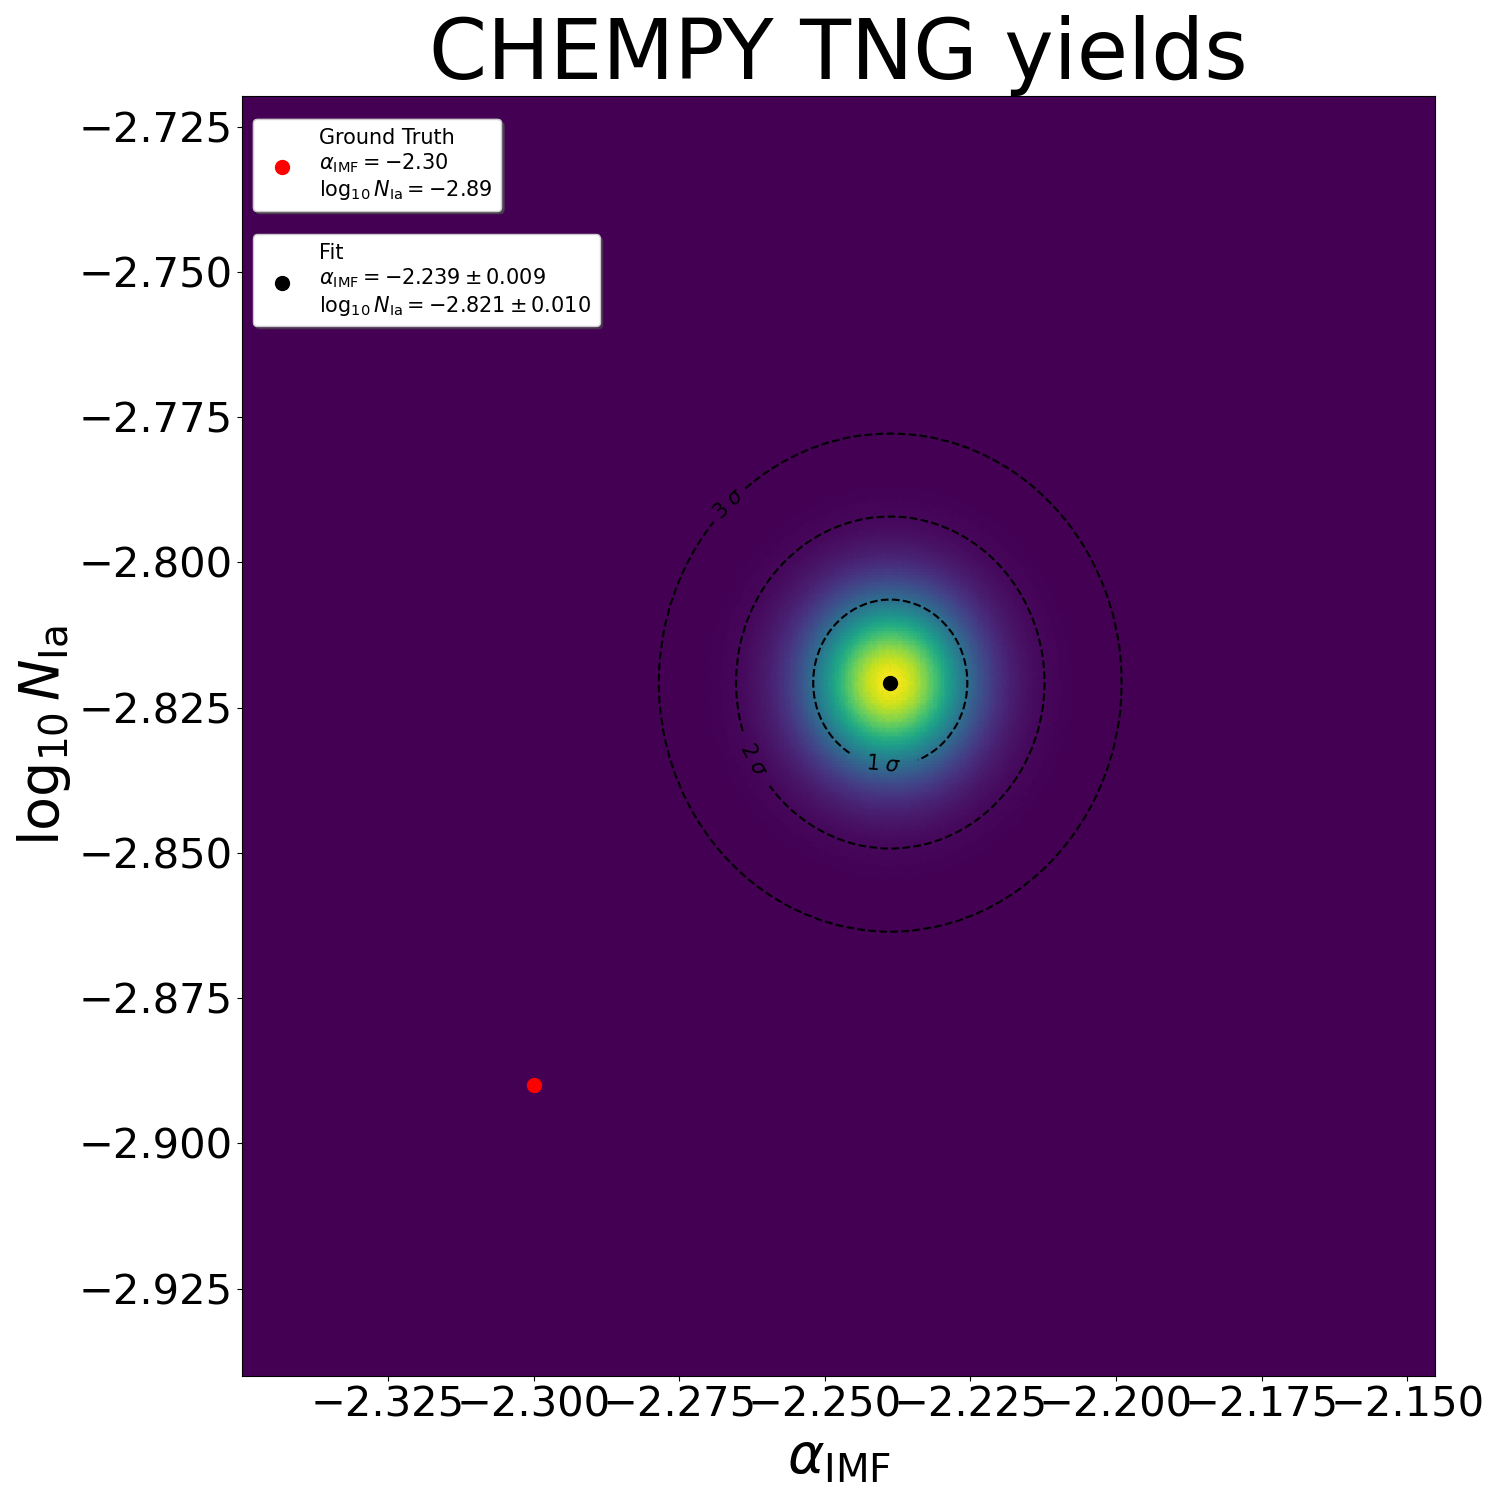 CHEMPY TNG yields
Ground Truth
α_IMF = −2.30
log₁₀ N_Ia = −2.89
Fit
α_IMF = −2.239 ± 0.009
log₁₀ N_Ia = −2.821 ± 0.010
−2.725
−2.750
−2.775
−2.800
−2.825
−2.850
−2.875
−2.900
−2.925
log₁₀ N_Ia
3 σ
2 σ
1 σ
−2.325 −2.300 −2.275 −2.250 −2.225 −2.200 −2.175 −2.150
α_IMF